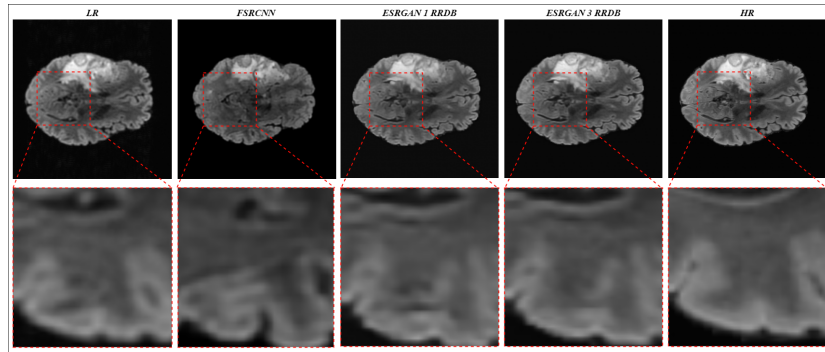 LR
FSRCNN
ESRGAN 1 RRDB
ESRGAN 3 RRDB
HR